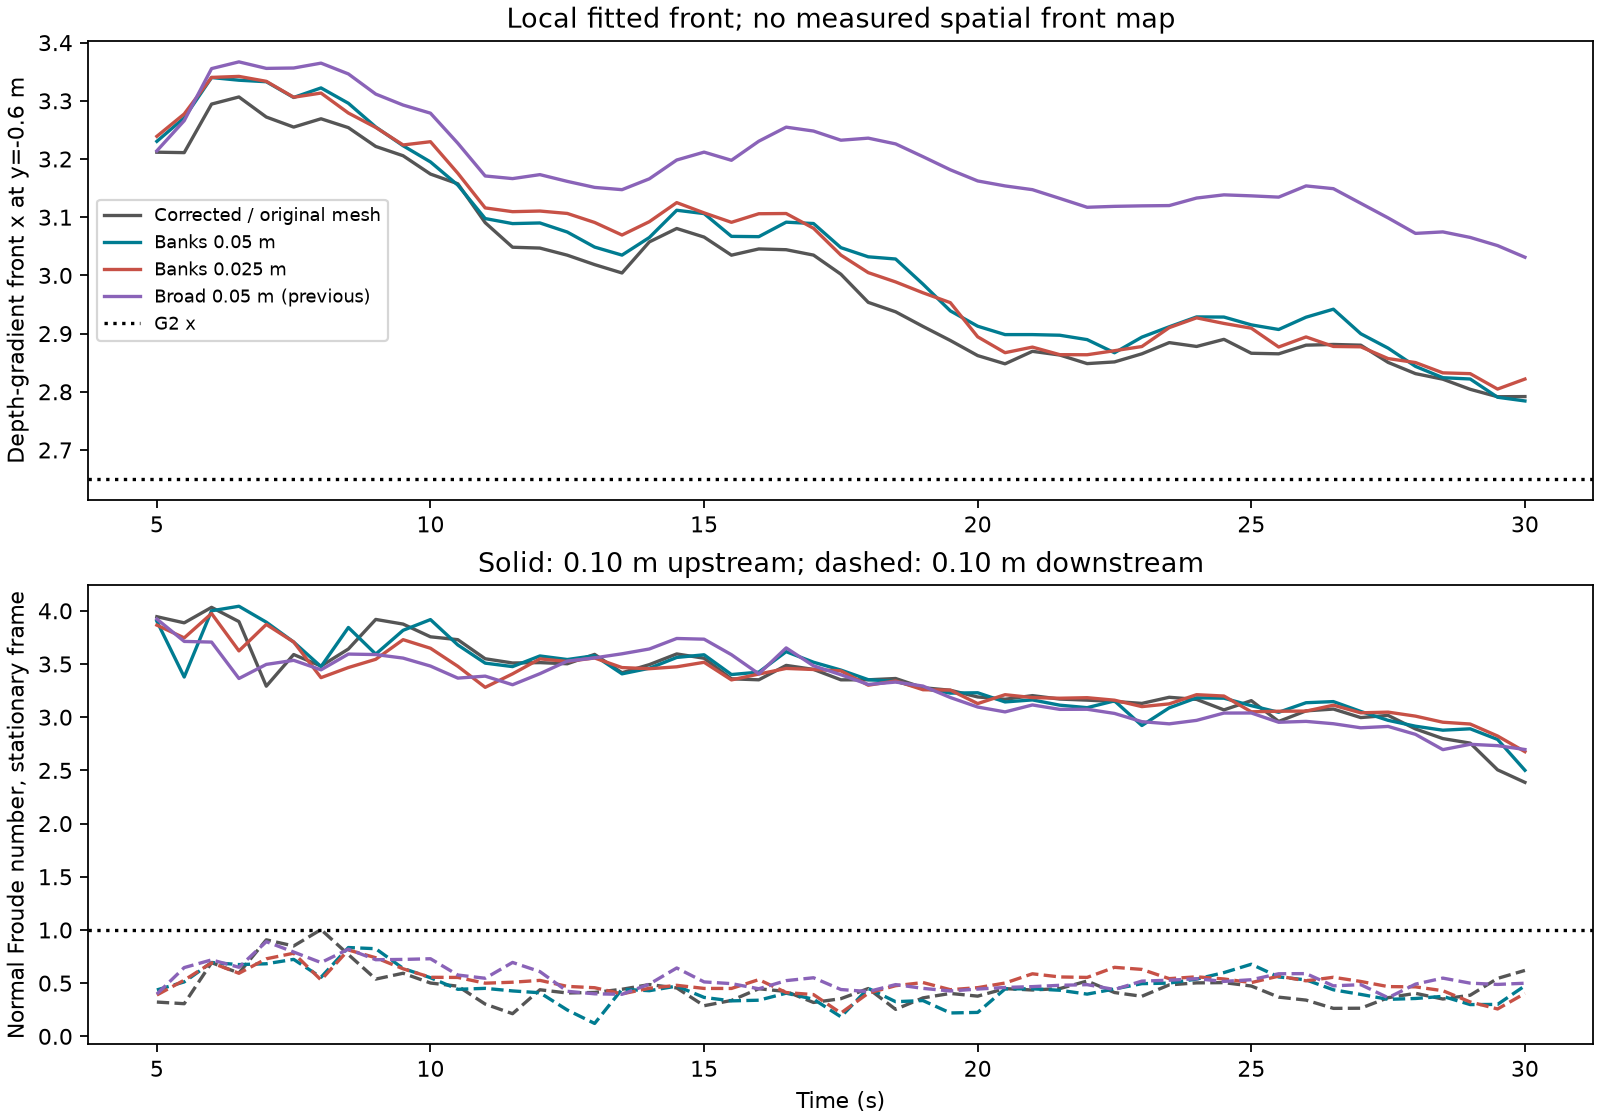 Local fitted front; no measured spatial front map
Depth-gradient front x at y=-0.6 m
3.4
3.3
3.2
3.1
3.0
2.9
2.8
2.7
Corrected / original mesh
Banks 0.05 m
Banks 0.025 m
Broad 0.05 m (previous)
G2 x
5 10 15 20 25 30
Solid: 0.10 m upstream; dashed: 0.10 m downstream
Normal Froude number, stationary frame
4.0
3.5
3.0
2.5
2.0
1.5
1.0
0.5
0.0
5 10 15 20 25 30
Time (s)